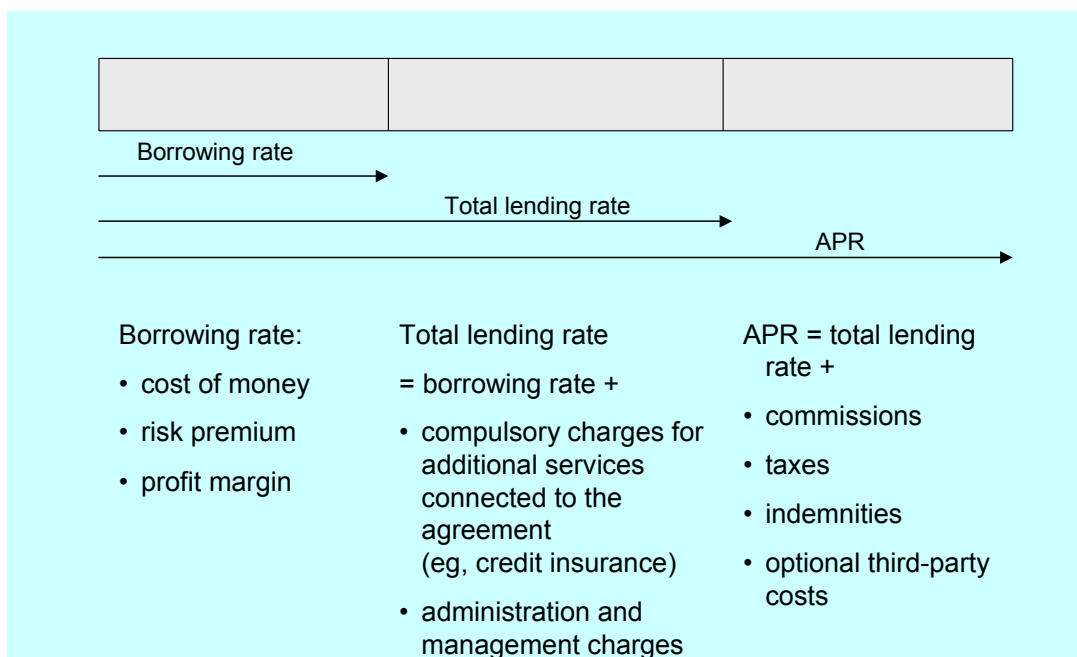 Borrowing rate
Total lending rate
APR
Borrowing rate:
• cost of money
• risk premium
• profit margin
Total lending rate
= borrowing rate +
• compulsory charges for
additional services
connected to the
agreement
(eg, credit insurance)
• administration and
management charges
APR = total lending
rate +
• commissions
• taxes
• indemnities
• optional third-party
costs